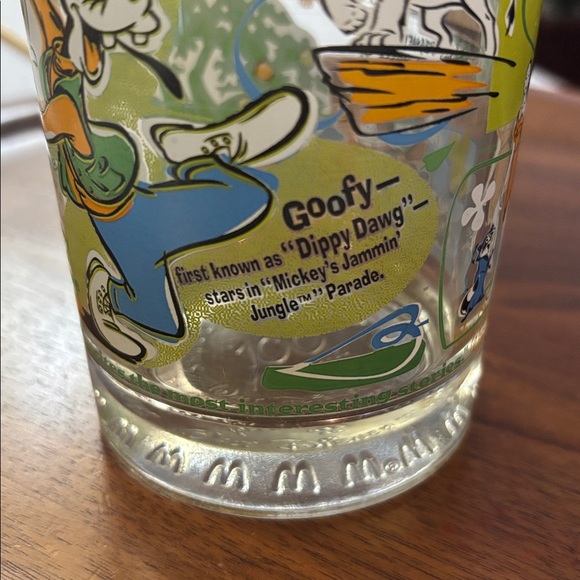 Goofy—
first known as "Dippy Dawg"—
stars in "Mickey's Jammin'
Jungle™" Parade.
the most interesting stories
M M M M M M® M M